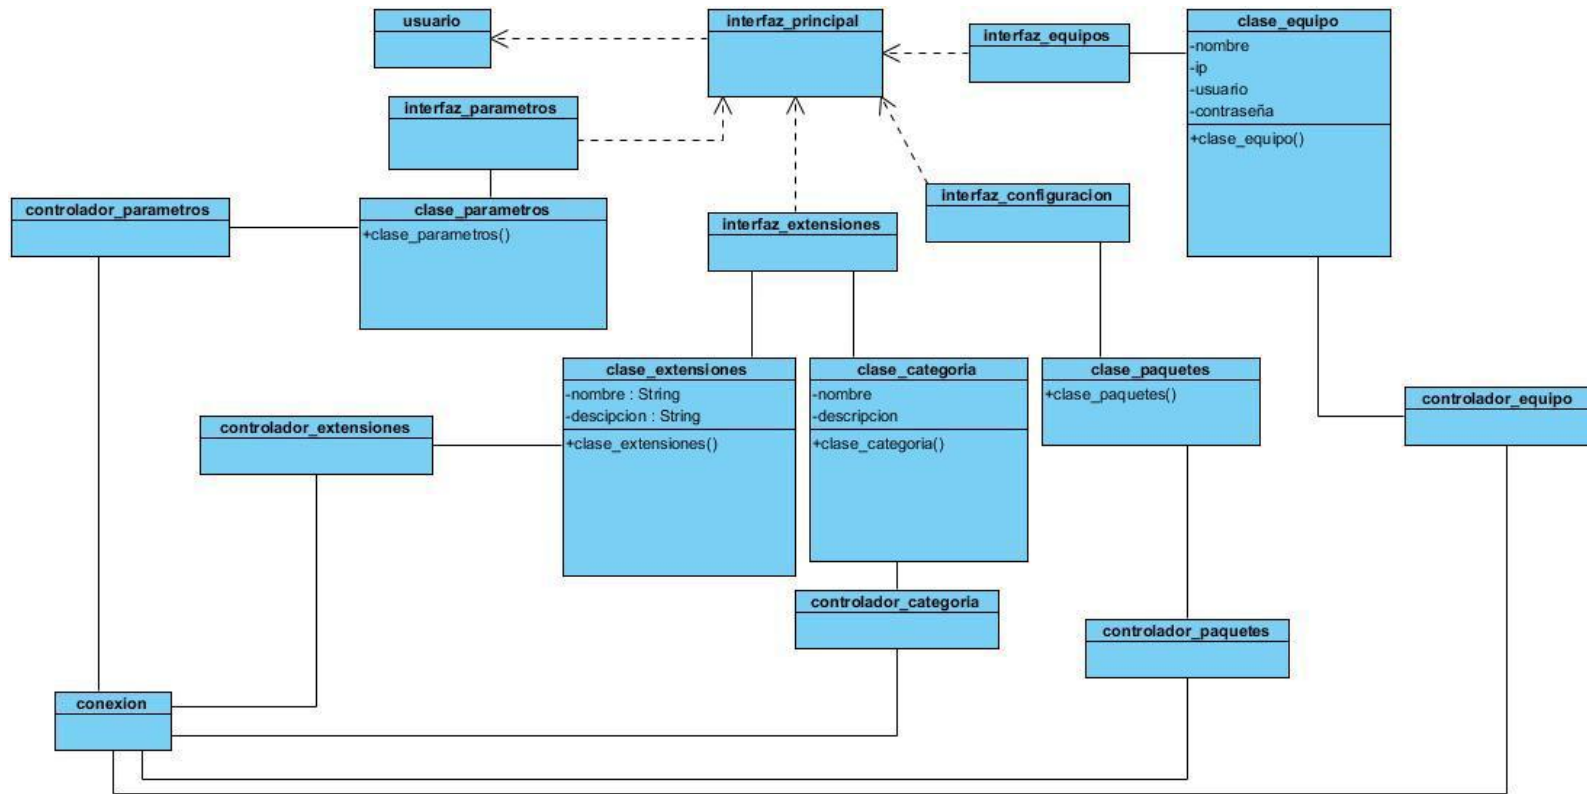 usuario
interfaz_principal
interfaz_equipos
clase_equipo
-nombre
-ip
-usuario
-contraseña
+clase_equipo()
interfaz_parametros
controlador_parametros
clase_parametros
+clase_parametros()
interfaz_extensiones
interfaz_configuracion
clase_extensiones
-nombre : String
-descipcion : String
+clase_extensiones()
clase_categoria
-nombre
-descripcion
+clase_categoria()
clase_paquetes
+clase_paquetes()
controlador_equipo
controlador_extensiones
controlador_categoria
controlador_paquetes
conexion